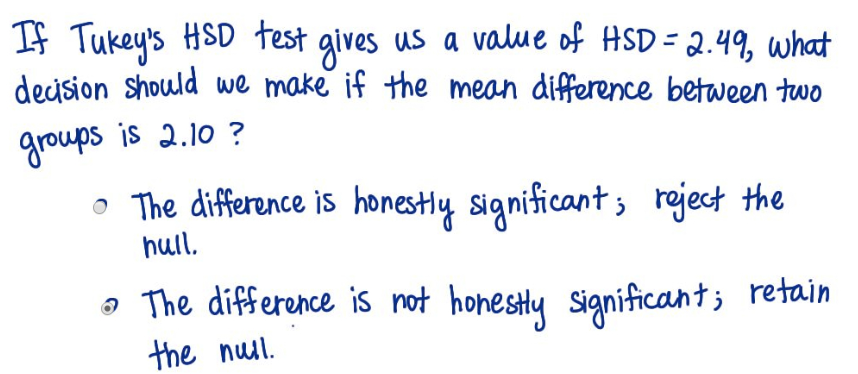 If Tukey's HSD test gives us a value of HSD = 2.49, what
decision should we make if the mean difference between two
groups is 2.10 ?
The difference is honestly significant; reject the
null.
The difference is not honestly significant; retain
the null.